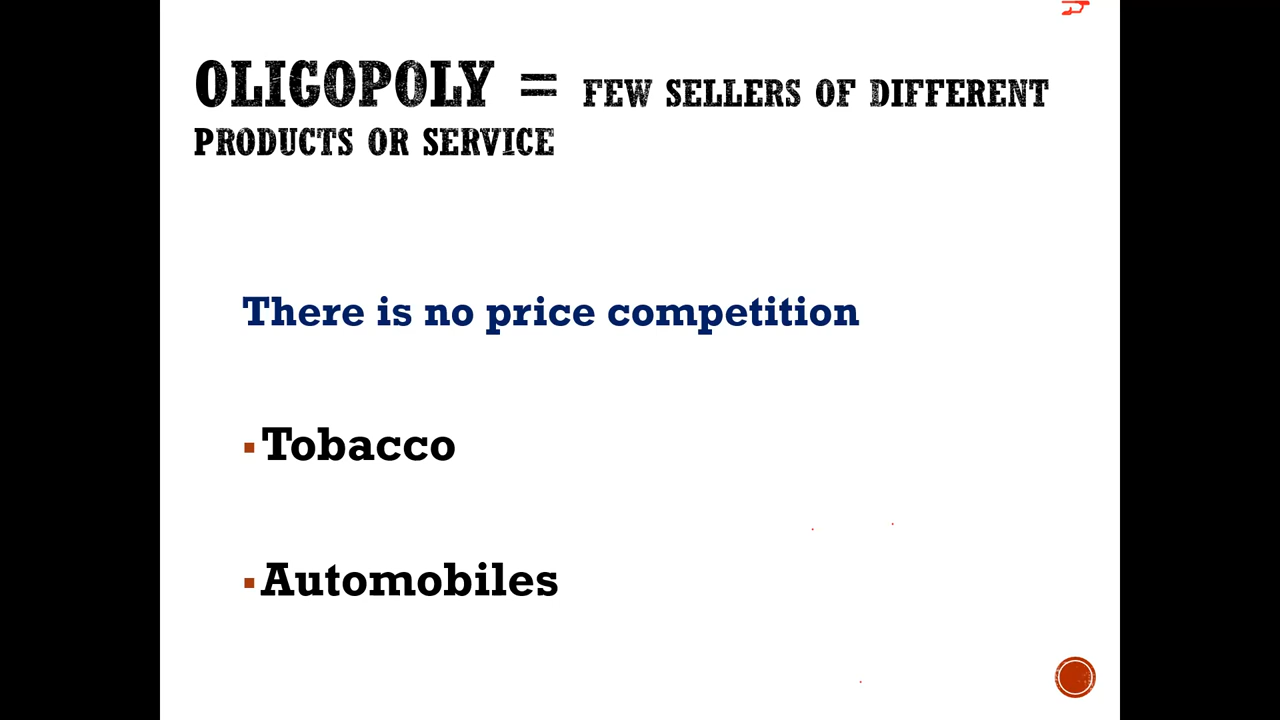 OLIGOPOLY = FEW SELLERS OF DIFFERENT
PRODUCTS OR SERVICE
There is no price competition
▪Tobacco
▪Automobiles